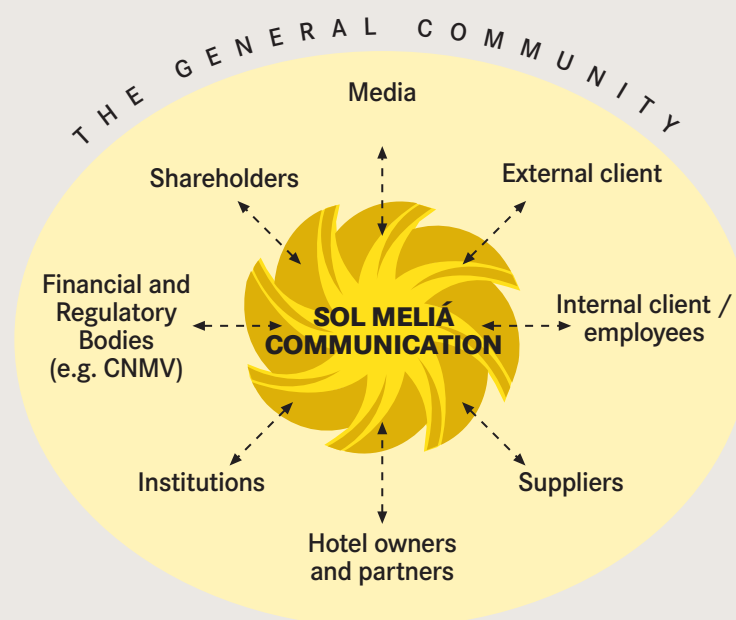 THE GENERAL COMMUNITY
Media
Shareholders
External client
Financial and
Regulatory
Bodies
(e.g. CNMV)
SOL MELIÁ
COMMUNICATION
Internal client /
employees
Institutions
Suppliers
Hotel owners
and partners